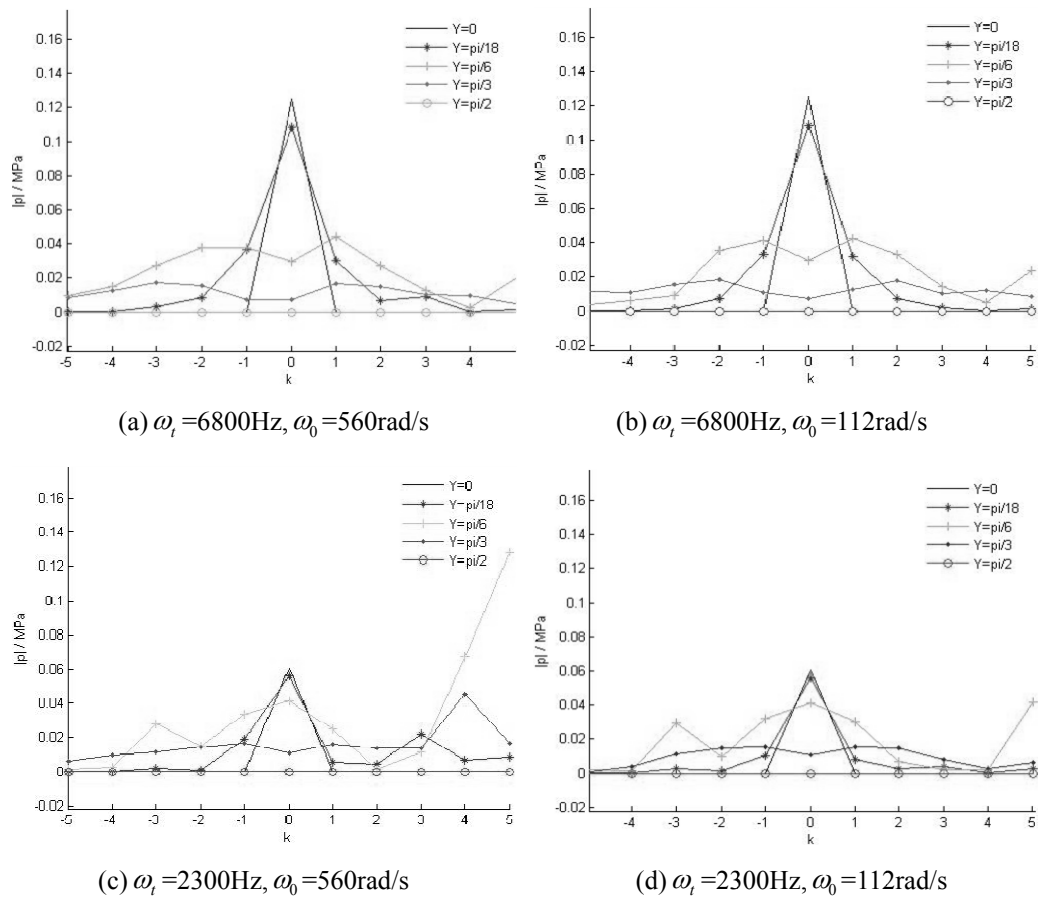 0.16
0.14
0.12
0.1
0.08
0.06
0.04
0.02
0
-0.02
|p| / MPa
Y=0
Y=pi/18
Y=pi/6
Y=pi/3
Y=pi/2
-5 -4 -3 -2 -1 0 1 2 3 4
k
(a) ω_t =6800Hz, ω_0 =560rad/s
0.16
0.14
0.12
0.1
0.08
0.06
0.04
0.02
0
-0.02
|p| / MPa
Y=0
Y=pi/18
Y=pi/6
Y=pi/3
Y=pi/2
-4 -3 -2 -1 0 1 2 3 4 5
k
(b) ω_t =6800Hz, ω_0 =112rad/s
0.16
0.14
0.12
0.1
0.08
0.06
0.04
0.02
0
-0.02
|p| / MPa
Y=0
Y=pi/18
Y=pi/6
Y=pi/3
Y=pi/2
-5 -4 -3 -2 -1 0 1 2 3 4 5
k
(c) ω_t =2300Hz, ω_0 =560rad/s
0.16
0.14
0.12
0.1
0.08
0.06
0.04
0.02
0
-0.02
|p| / MPa
Y=0
Y=pi/18
Y=pi/6
Y=pi/3
Y=pi/2
-4 -3 -2 -1 0 1 2 3 4 5
k
(d) ω_t =2300Hz, ω_0 =112rad/s